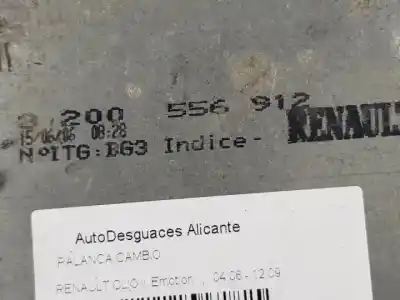 8 200 556 912
15/06/06 08:28
NºITG:BG3 Indice-
RENAULT
AutoDesguaces Alicante
PALANCA CAMBIO
RENAULT CLIO II Emotion , 04.06 - 12.09